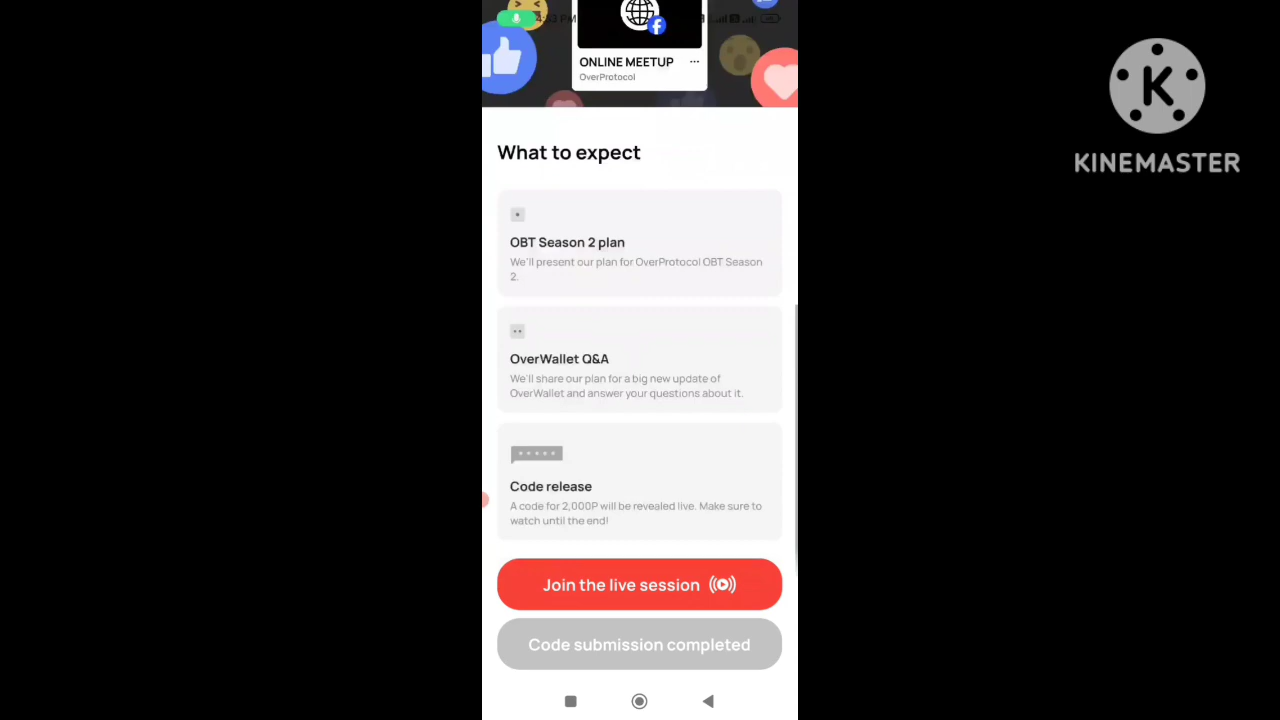 ONLINE MEETUP
OverProtocol
What to expect
OBT Season 2 plan
We'll present our plan for OverProtocol OBT Season
2.
OverWallet Q&A
We'll share our plan for a big new update of
OverWallet and answer your questions about it.
Code release
A code for 2,000P will be revealed live. Make sure to
watch until the end!
Join the live session
Code submission completed
K
KINEMASTER